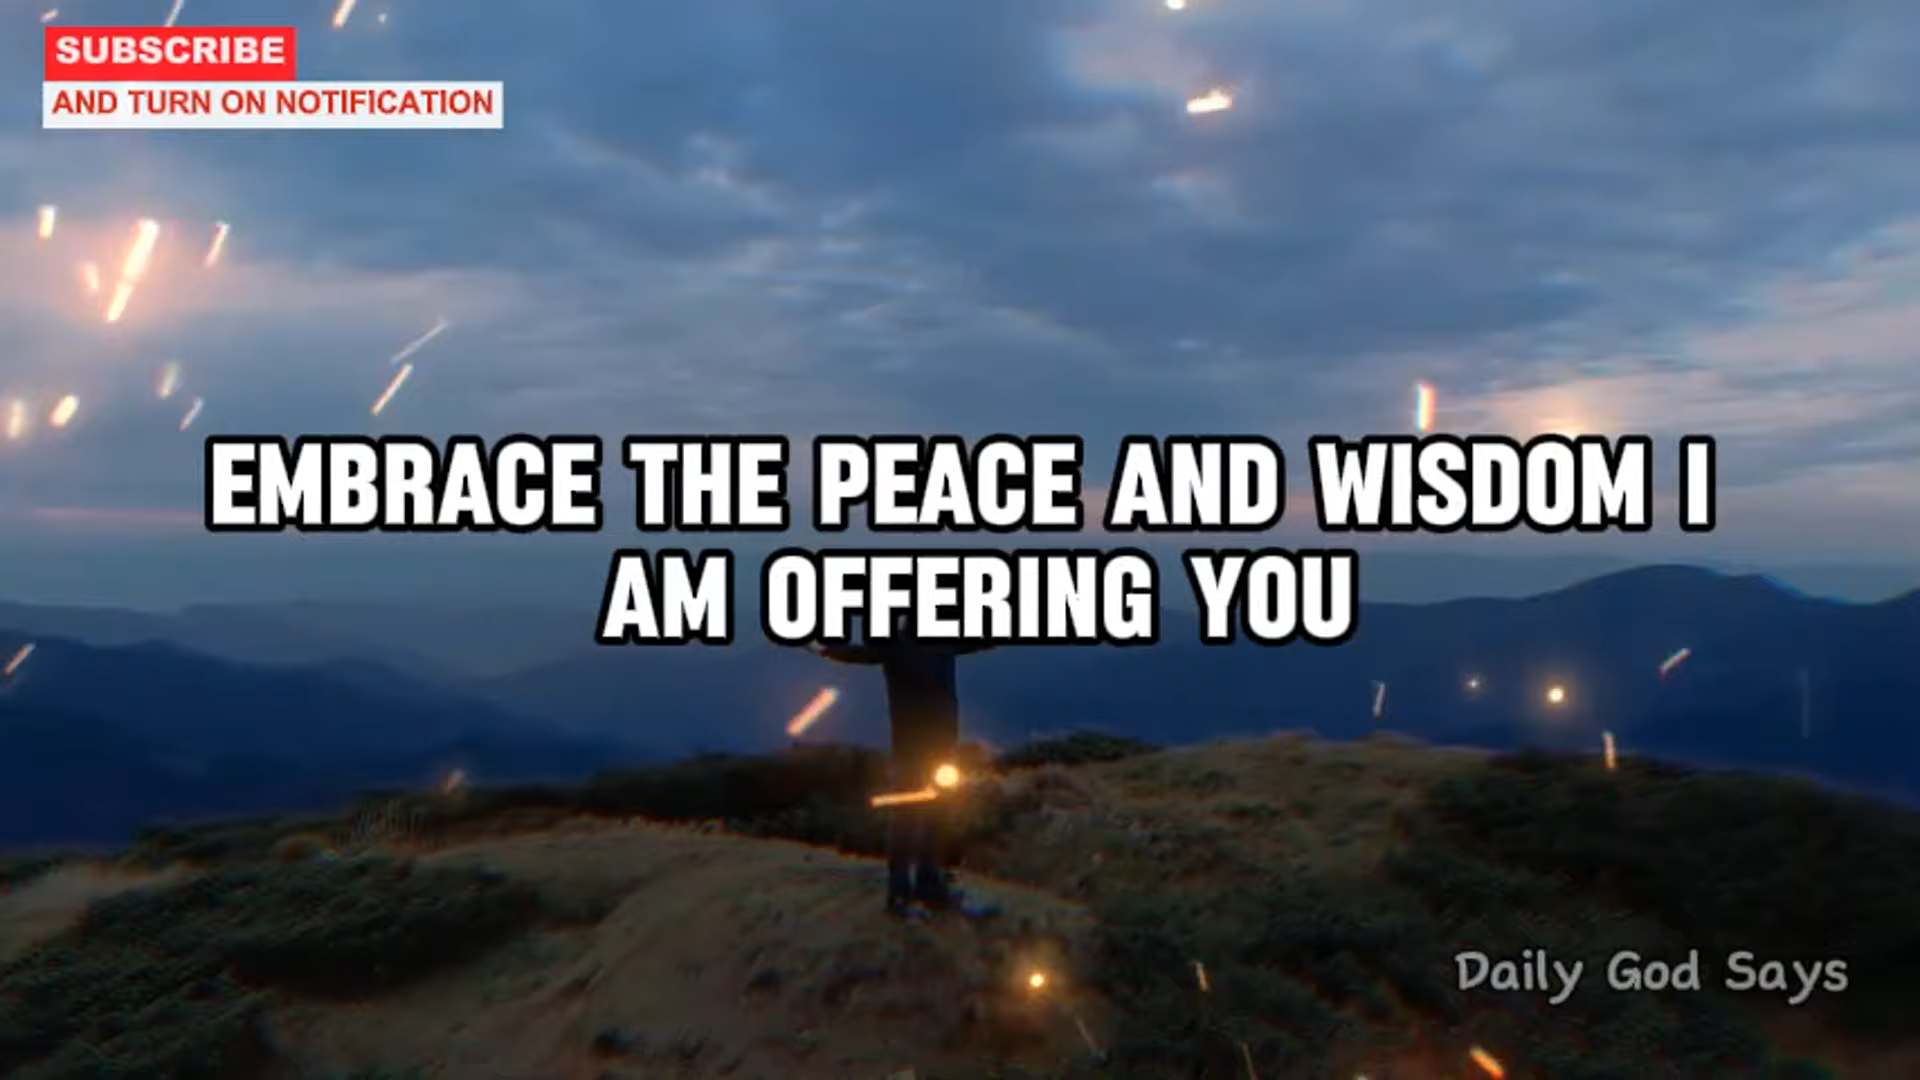 SUBSCRIBE
AND TURN ON NOTIFICATION
EMBRACE THE PEACE AND WISDOM I
AM OFFERING YOU
Daily God Says